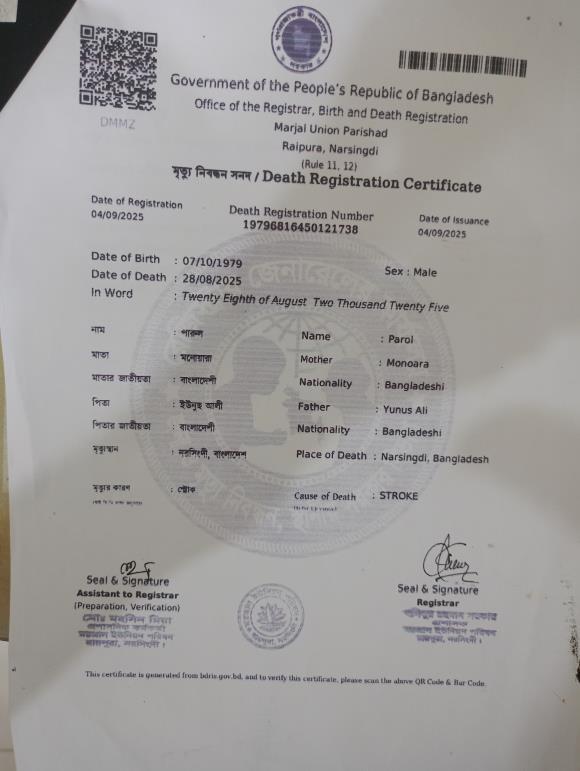 DMMZ
Government of the People's Republic of Bangladesh
Office of the Registrar, Birth and Death Registration
Marjal Union Parishad
Raipura, Narsingdi
(Rule 11, 12)
মৃত্যু নিবন্ধন সনদ / Death Registration Certificate
Date of Registration Death Registration Number Date of Issuance
04/09/2025 19796816450121738 04/09/2025
Date of Birth : 07/10/1979 Sex : Male
Date of Death : 28/08/2025
In Word : Twenty Eighth of August Two Thousand Twenty Five
নাম : পারুল Name : Parol
মাতা : মনোয়ারা Mother : Monoara
মাতার জাতীয়তা : বাংলাদেশী Nationality : Bangladeshi
পিতা : ইউনুছ আলী Father : Yunus Ali
পিতার জাতীয়তা : বাংলাদেশী Nationality : Bangladeshi
মৃত্যুস্থান : নরসিংদী, বাংলাদেশ Place of Death : Narsingdi, Bangladesh
মৃত্যুর কারণ : স্ট্রোক Cause of Death : STROKE
Seal & Signature Seal & Signature
Assistant to Registrar Registrar
(Preparation, Verification)
প্রশাসক
রায়পুরা, নরসিংদী। রায়পুরা, নরসিংদী।
This certificate is generated from bdris.gov.bd, and to verify this certificate, please scan the above QR Code & Bar Code.